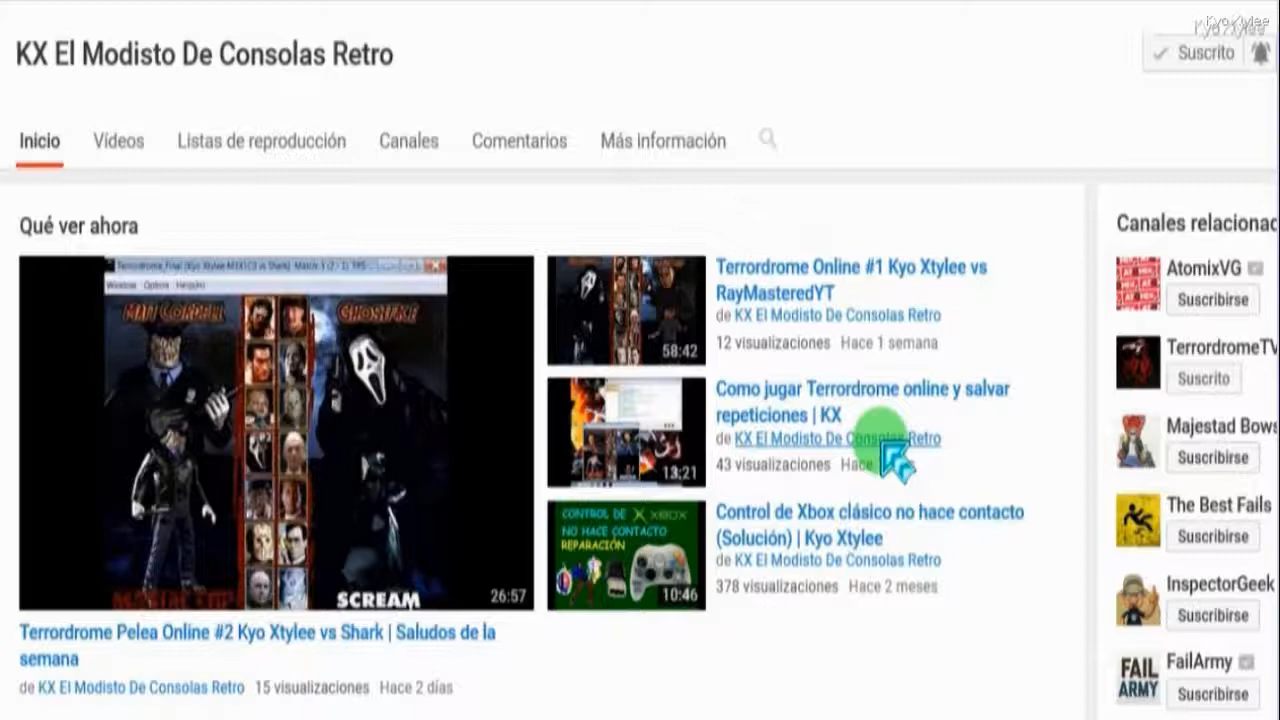 Kyo Xylee
KX El Modisto De Consolas Retro
Suscrito
Inicio
Vídeos
Listas de reproducción
Canales
Comentarios
Más información
Qué ver ahora
MATT CORDELL
GHOSTFACE
MANIAC COP
SCREAM
26:57
Terrordrome Pelea Online #2 Kyo Xtylee vs Shark | Saludos de la
semana
de KX El Modisto De Consolas Retro 15 visualizaciones Hace 2 días
58:42
Terrordrome Online #1 Kyo Xtylee vs
RayMasteredYT
de KX El Modisto De Consolas Retro
12 visualizaciones Hace 1 semana
13:21
Como jugar Terrordrome online y salvar
repeticiones | KX
de KX El Modisto De Consolas Retro
43 visualizaciones Hace
CONTROL DE XBOX
NO HACE CONTACTO
REPARACIÓN
10:46
Control de Xbox clásico no hace contacto
(Solución) | Kyo Xtylee
de KX El Modisto De Consolas Retro
378 visualizaciones Hace 2 meses
Canales relacionad
AtomixVG
Suscribirse
TerrordromeTV
Suscrito
Majestad Bows
Suscribirse
The Best Fails
Suscribirse
InspectorGeek
Suscribirse
FAIL
ARMY
FailArmy
Suscribirse